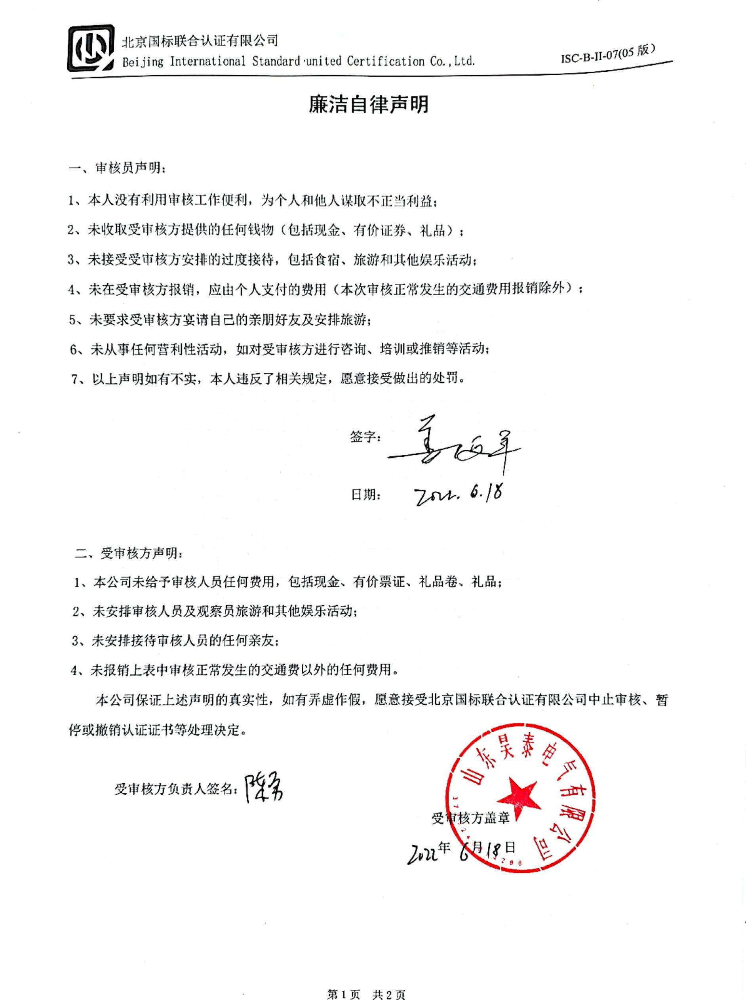 北京国标联合认证有限公司
Beijing International Standard·united Certification Co.,Ltd.
ISC-B-II-07(05 版)
廉洁自律声明
一、审核员声明：
1、本人没有利用审核工作便利，为个人和他人谋取不正当利益；
2、未收取受审核方提供的任何钱物（包括现金、有价证券、礼品）；
3、未接受受审核方安排的过度接待，包括食宿、旅游和其他娱乐活动；
4、未在受审核方报销，应由个人支付的费用（本次审核正常发生的交通费用报销除外）；
5、未要求受审核方宴请自己的亲朋好友及安排旅游；
6、未从事任何营利性活动，如对受审核方进行咨询、培训或推销等活动；
7、以上声明如有不实，本人违反了相关规定，愿意接受做出的处罚。
签字：
日期： 2022. 6.18
二、受审核方声明：
1、本公司未给予审核人员任何费用，包括现金、有价票证、礼品卷、礼品；
2、未安排审核人员及观察员旅游和其他娱乐活动；
3、未安排接待审核人员的任何亲友；
4、未报销上表中审核正常发生的交通费以外的任何费用。
本公司保证上述声明的真实性，如有弄虚作假，愿意接受北京国标联合认证有限公司中止审核、暂
停或撤销认证证书等处理决定。
山东昊泰电气有限公司
受审核方负责人签名：陈勇
受审核方盖章
2022年 6月18日
第 1 页 共 2 页